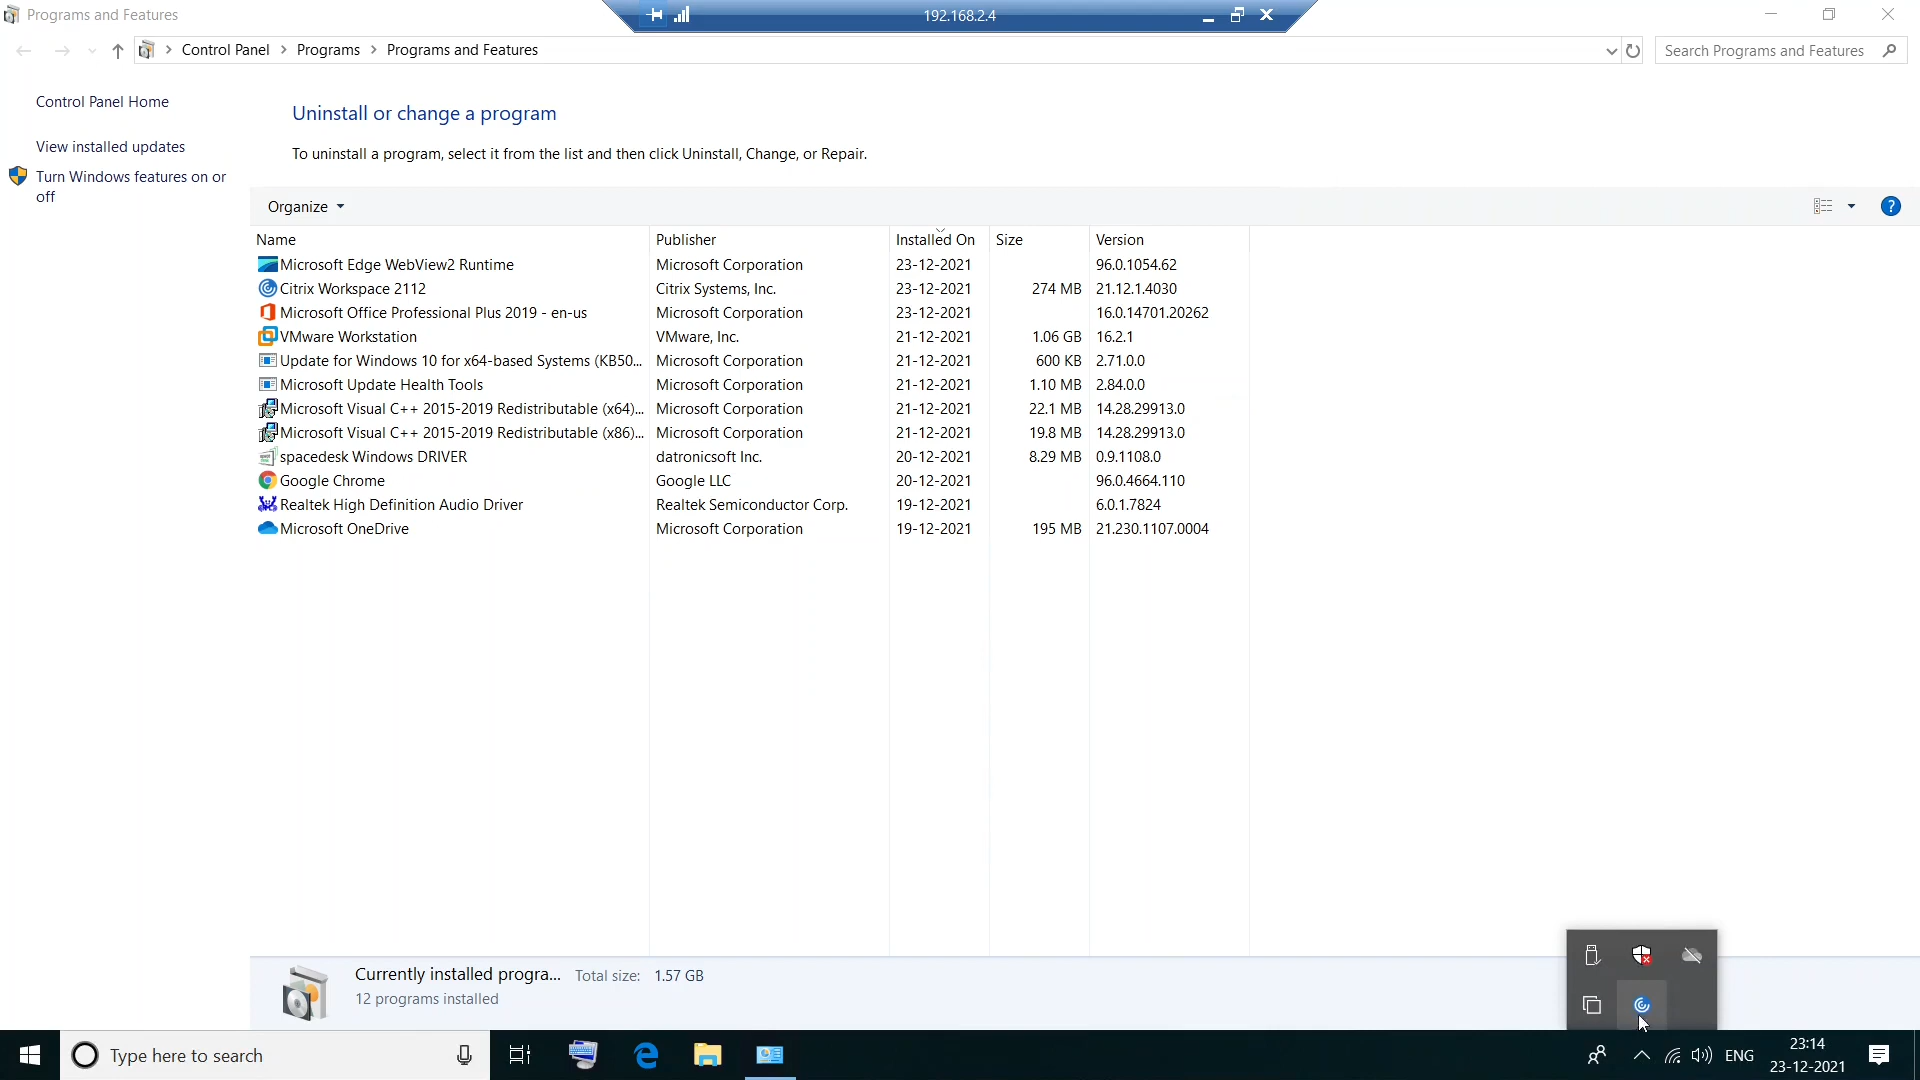 Programs and Features
192.168.2.4
Control Panel > Programs > Programs and Features
Search Programs and Features
Control Panel Home
View installed updates
Turn Windows features on or
off
Uninstall or change a program
To uninstall a program, select it from the list and then click Uninstall, Change, or Repair.
Organize
?
Name Publisher Installed On Size Version
Microsoft Edge WebView2 Runtime Microsoft Corporation 23-12-2021 96.0.1054.62
Citrix Workspace 2112 Citrix Systems, Inc. 23-12-2021 274 MB 21.12.1.4030
Microsoft Office Professional Plus 2019 - en-us Microsoft Corporation 23-12-2021 16.0.14701.20262
VMware Workstation VMware, Inc. 21-12-2021 1.06 GB 16.2.1
Update for Windows 10 for x64-based Systems (KB50... Microsoft Corporation 21-12-2021 600 KB 2.71.0.0
Microsoft Update Health Tools Microsoft Corporation 21-12-2021 1.10 MB 2.84.0.0
Microsoft Visual C++ 2015-2019 Redistributable (x64)... Microsoft Corporation 21-12-2021 22.1 MB 14.28.29913.0
Microsoft Visual C++ 2015-2019 Redistributable (x86)... Microsoft Corporation 21-12-2021 19.8 MB 14.28.29913.0
spacedesk Windows DRIVER datronicsoft Inc. 20-12-2021 8.29 MB 0.9.1108.0
Google Chrome Google LLC 20-12-2021 96.0.4664.110
Realtek High Definition Audio Driver Realtek Semiconductor Corp. 19-12-2021 6.0.1.7824
Microsoft OneDrive Microsoft Corporation 19-12-2021 195 MB 21.230.1107.0004
Currently installed progra... Total size: 1.57 GB
12 programs installed
Type here to search
ENG
23:14
23-12-2021